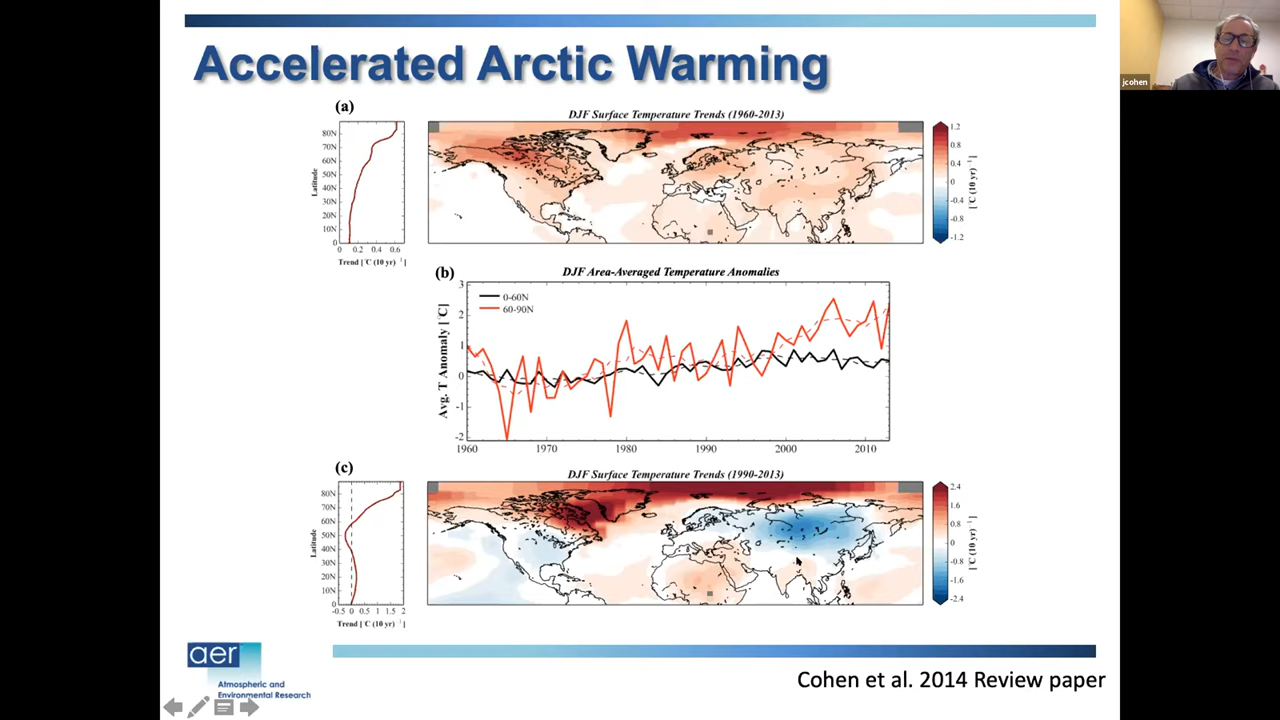 Accelerated Arctic Warming
jcohen
(a)
DJF Surface Temperature Trends (1960-2013)
80N
70N
60N
50N
40N
30N
20N
10N
0
Latitude
0 0.2 0.4 0.6
Trend [°C (10 yr)⁻¹]
1.2
0.8
0.4
0
-0.4
-0.8
-1.2
[°C (10 yr)⁻¹]
(b)
DJF Area-Averaged Temperature Anomalies
0-60N
60-90N
3
2
1
0
-1
-2
Avg. T Anomaly [°C]
1960 1970 1980 1990 2000 2010
(c)
DJF Surface Temperature Trends (1990-2013)
80N
70N
60N
50N
40N
30N
20N
10N
0
Latitude
-0.5 0 0.5 1 1.5 2
Trend [°C (10 yr)⁻¹]
2.4
1.6
0.8
0
-0.8
-1.6
-2.4
[°C (10 yr)⁻¹]
aer
Atmospheric and
Environmental Research
Cohen et al. 2014 Review paper